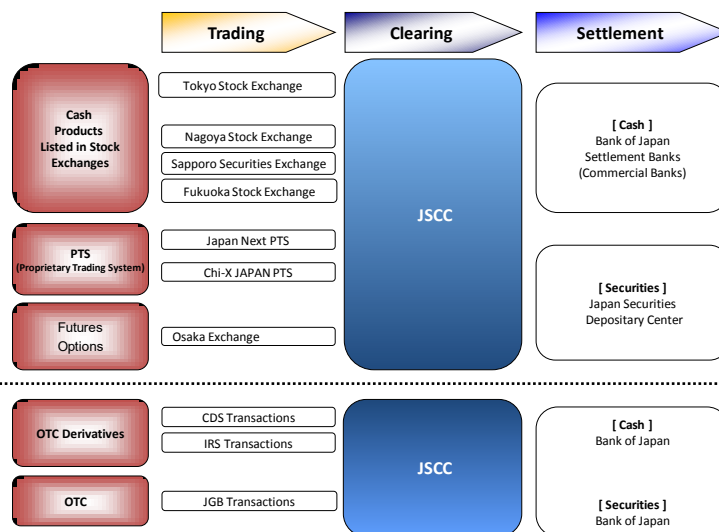 Trading
Clearing
Settlement
Cash
Products
Listed in Stock
Exchanges
Tokyo Stock Exchange
Nagoya Stock Exchange
Sapporo Securities Exchange
Fukuoka Stock Exchange
PTS
(Proprietary Trading System)
Japan Next PTS
Chi-X JAPAN PTS
Futures
Options
Osaka Exchange
JSCC
[ Cash ]
Bank of Japan
Settlement Banks
(Commercial Banks)
[ Securities ]
Japan Securities
Depositary Center
OTC Derivatives
CDS Transactions
IRS Transactions
OTC
JGB Transactions
JSCC
[ Cash ]
Bank of Japan
[ Securities ]
Bank of Japan